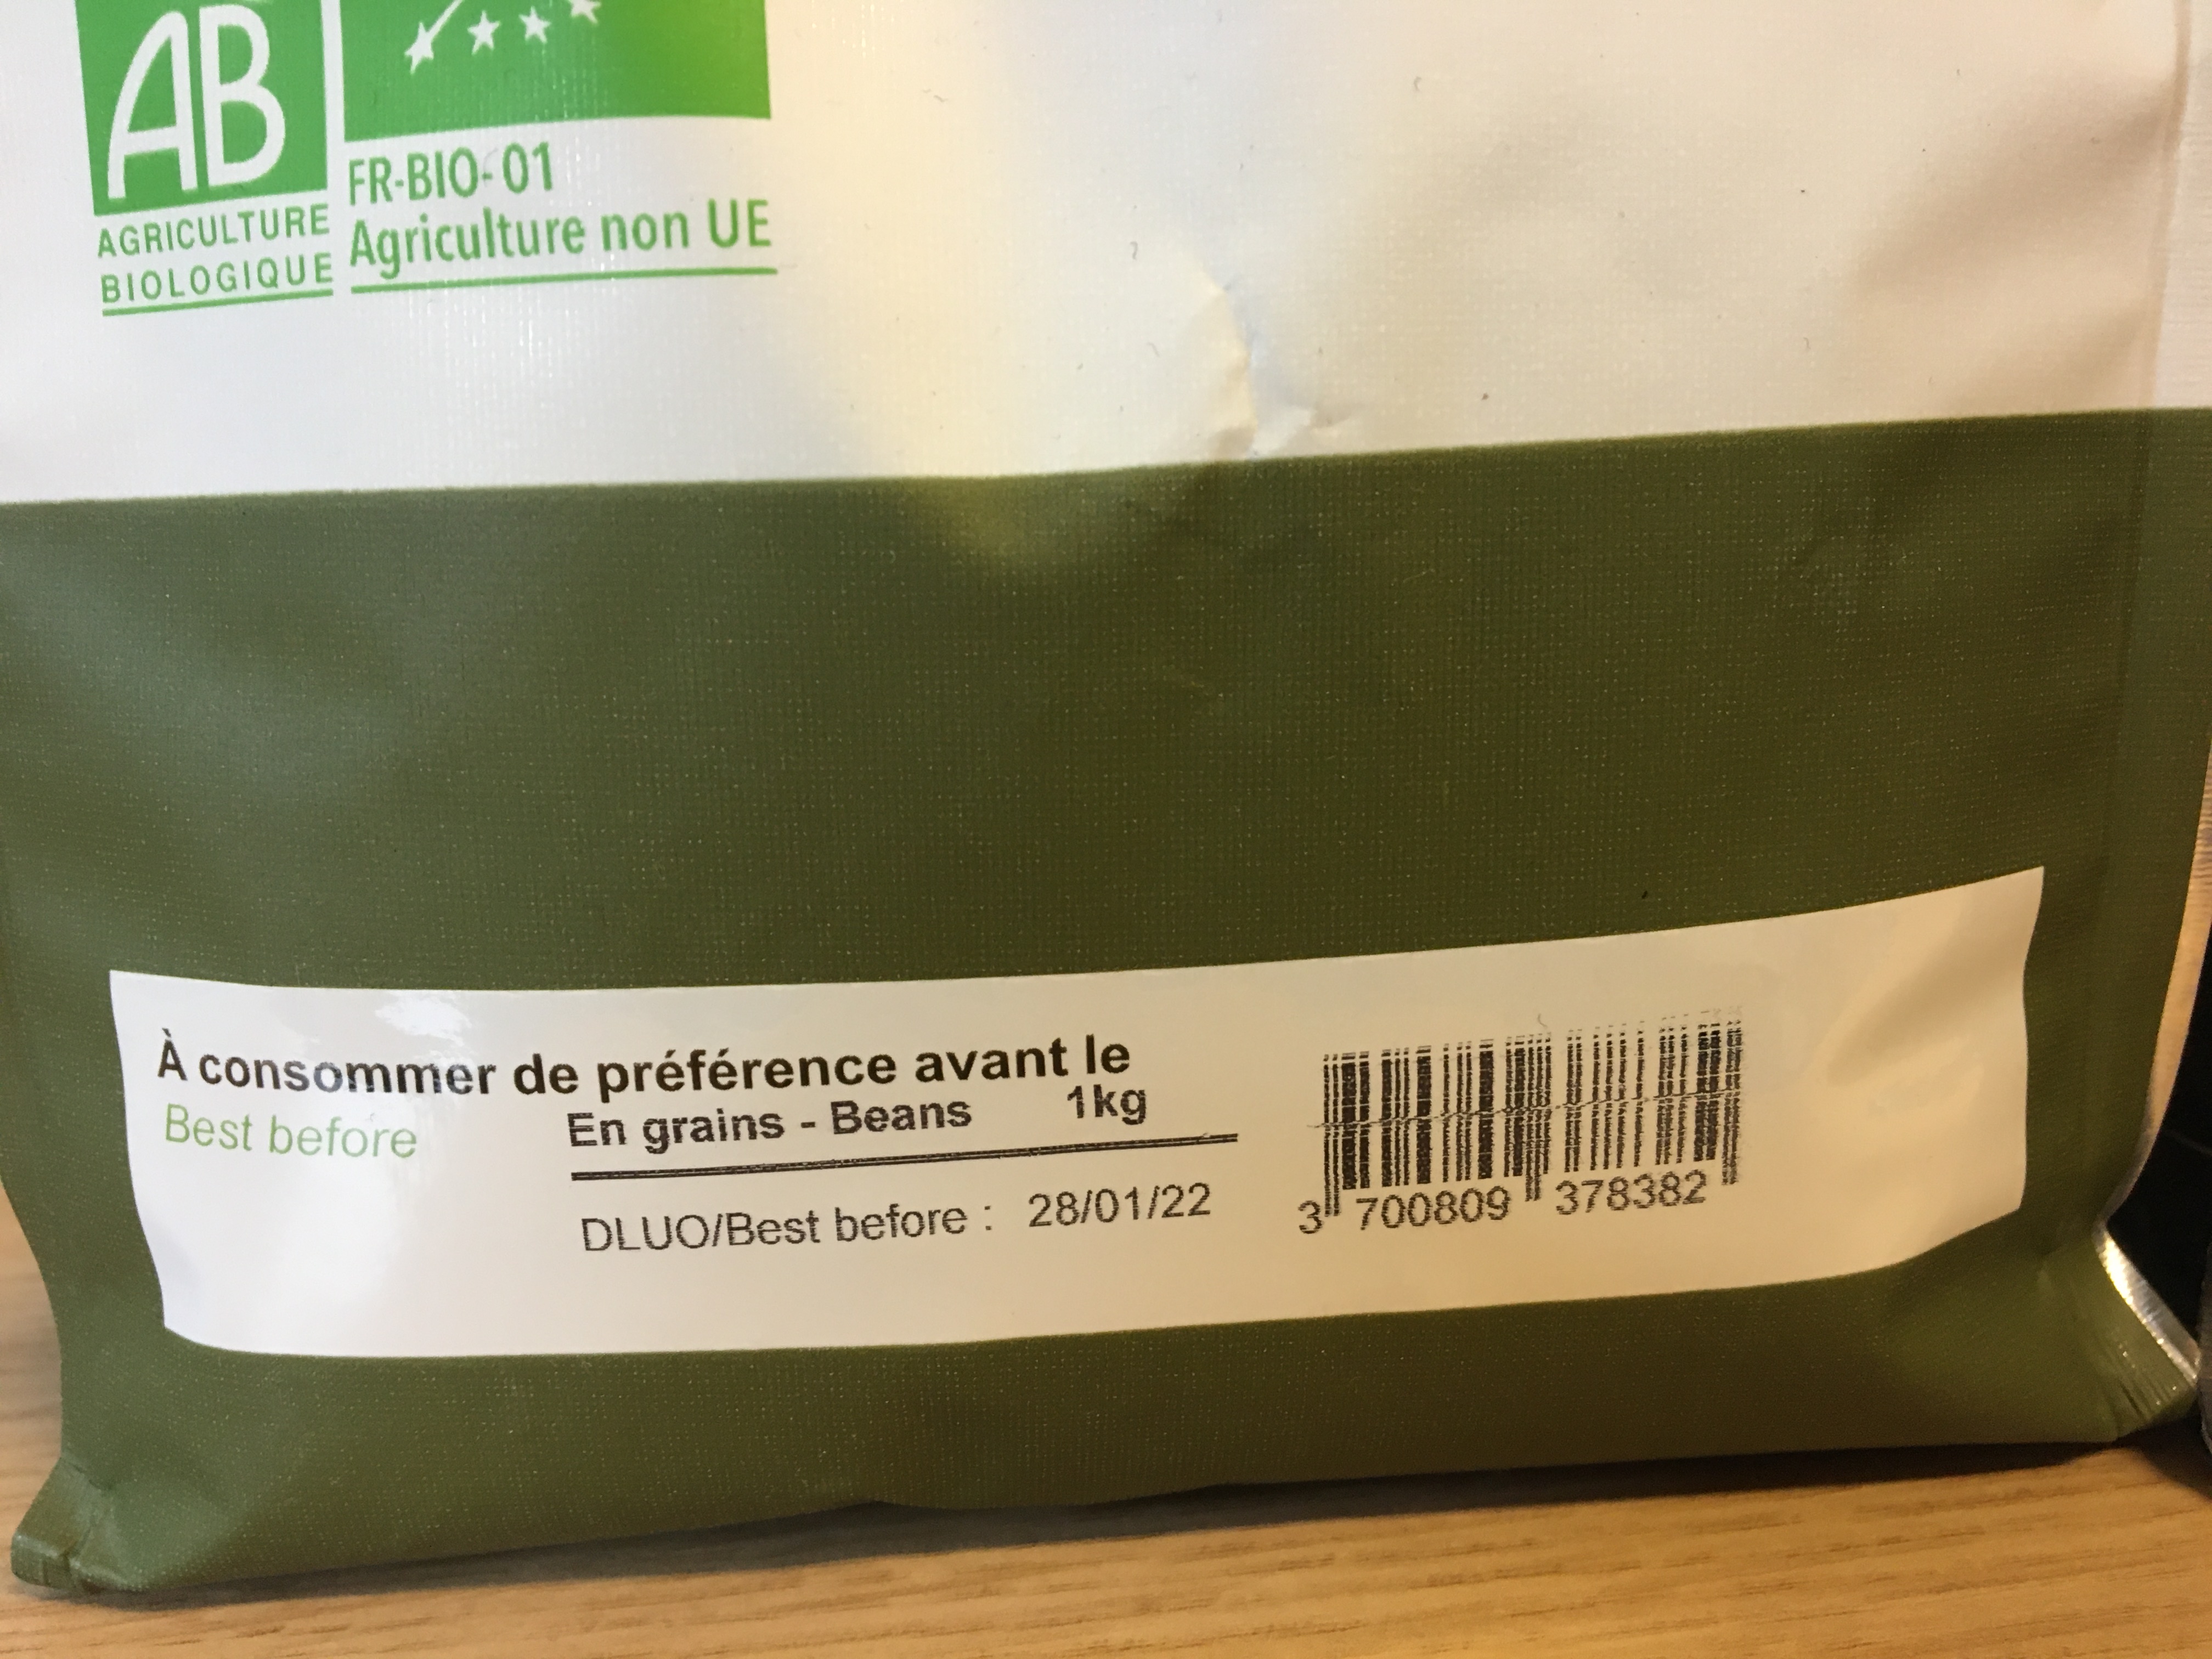 AB
AGRICULTURE
BIOLOGIQUE
FR-BIO-01
Agriculture non UE
À consommer de préférence avant le
Best before
En grains - Beans 1kg
DLUO/Best before : 28/01/22
3 700809 378382